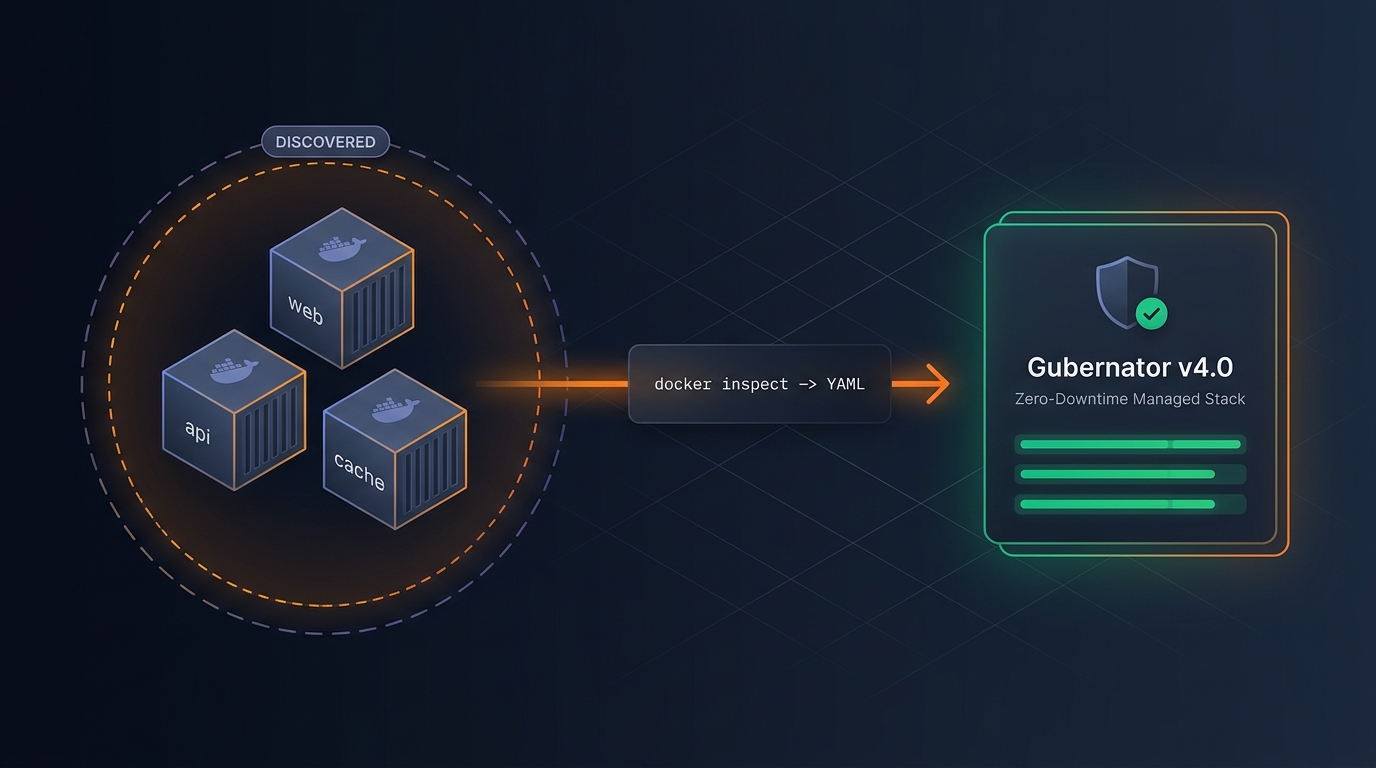 DISCOVERED
web
api
cache
docker inspect —> YAML
Gubernator v4.0
Zero-Downtime Managed Stack